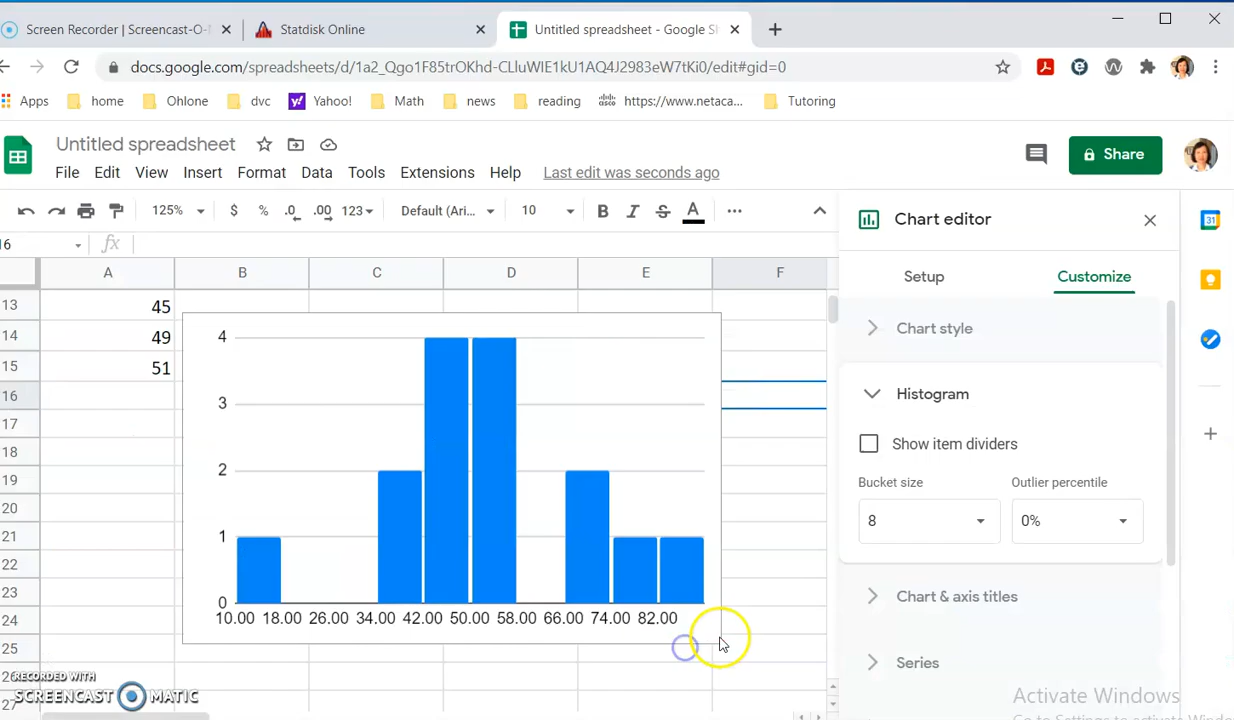 Screen Recorder | Screencast-O-
Statdisk Online
Untitled spreadsheet - Google S
docs.google.com/spreadsheets/d/1a2_Qgo1F85trOKhd-CLluWIE1kU1AQ4J2983eW7tKi0/edit#gid=0
Apps home Ohlone dvc Yahoo! Math news reading cisco https://www.netaca... Tutoring
Untitled spreadsheet
Share
File Edit View Insert Format Data Tools Extensions Help Last edit was seconds ago
125% $ % .0 .00 123 Default (Ari... 10 B I S A ...
Chart editor
31
16 fx
A B C D E F
Setup Customize
13 45
14 49
15 51
16
17
18
19
20
21
22
23
24
25
26
27
4
3
2
1
0
10.00 18.00 26.00 34.00 42.00 50.00 58.00 66.00 74.00 82.00
Chart style
Histogram
Show item dividers
Bucket size Outlier percentile
8 0%
Chart & axis titles
Series
RECORDED WITH
SCREENCAST MATIC
Activate Windows